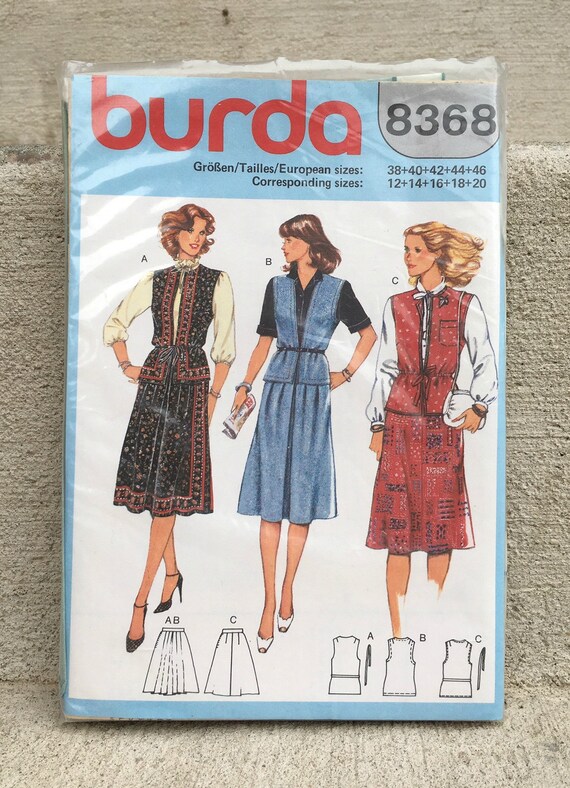 burda
8368
Größen/Tailles/European sizes: 38+40+42+44+46
Corresponding sizes: 12+14+16+18+20
A
B
C
AB C
A B C